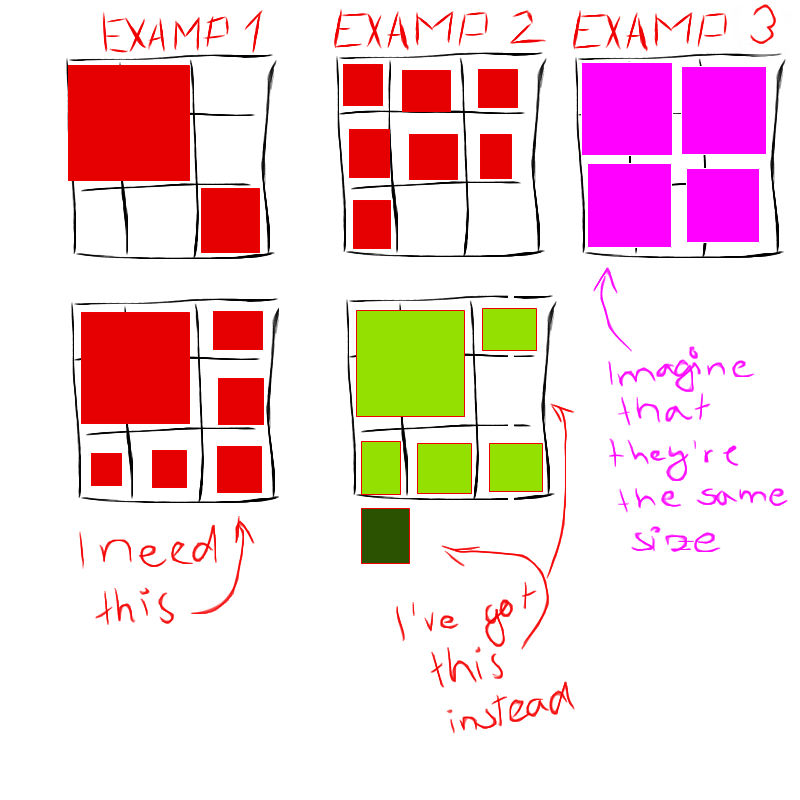 EXAMP 1
EXAMP 2
EXAMP 3
Imagine
that
they're
the same
size
I need
this
I've got
this
instead